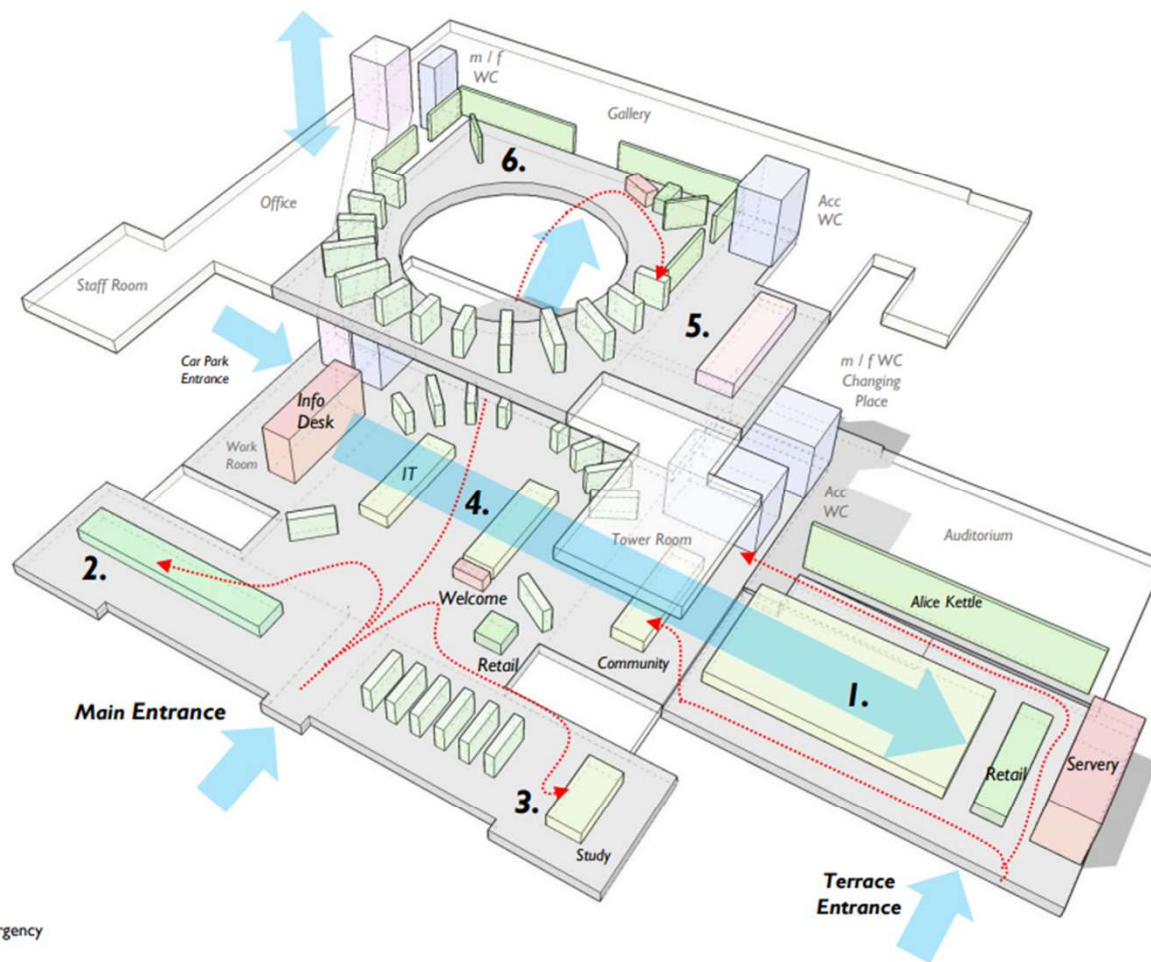 m / f
WC
Gallery
6.
Office
Acc
WC
Staff Room
5.
Car Park
Entrance
m / f WC
Changing
Place
Info
Desk
Work
Room
IT
4.
Acc
WC
Tower Room
Auditorium
2.
Welcome
Alice Kettle
Retail
Community
Main Entrance
1.
Retail
Servery
3.
Study
Terrace
Entrance
rgency